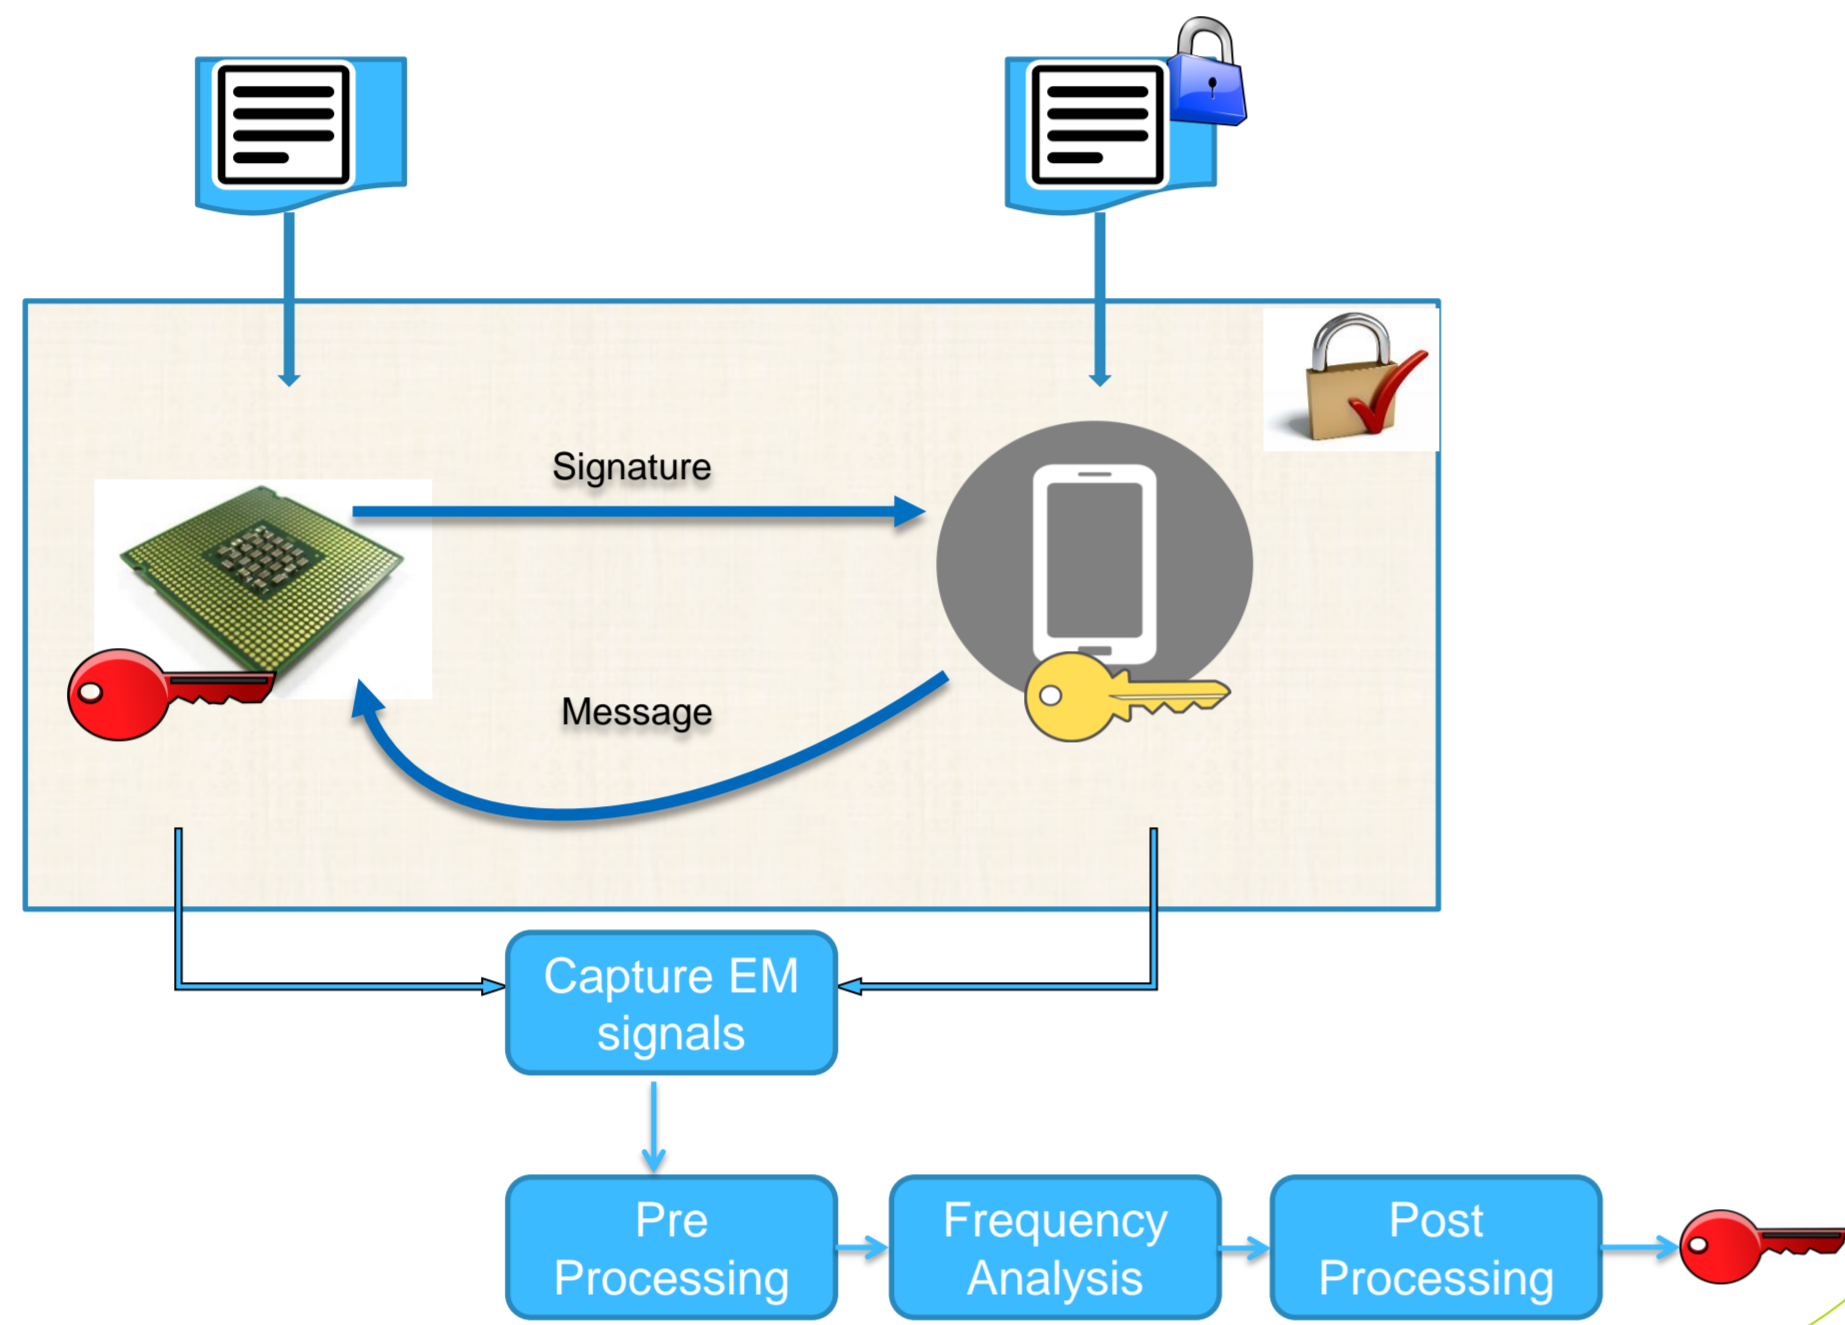 Signature
Message
Capture EM
signals
Pre
Processing
Frequency
Analysis
Post
Processing